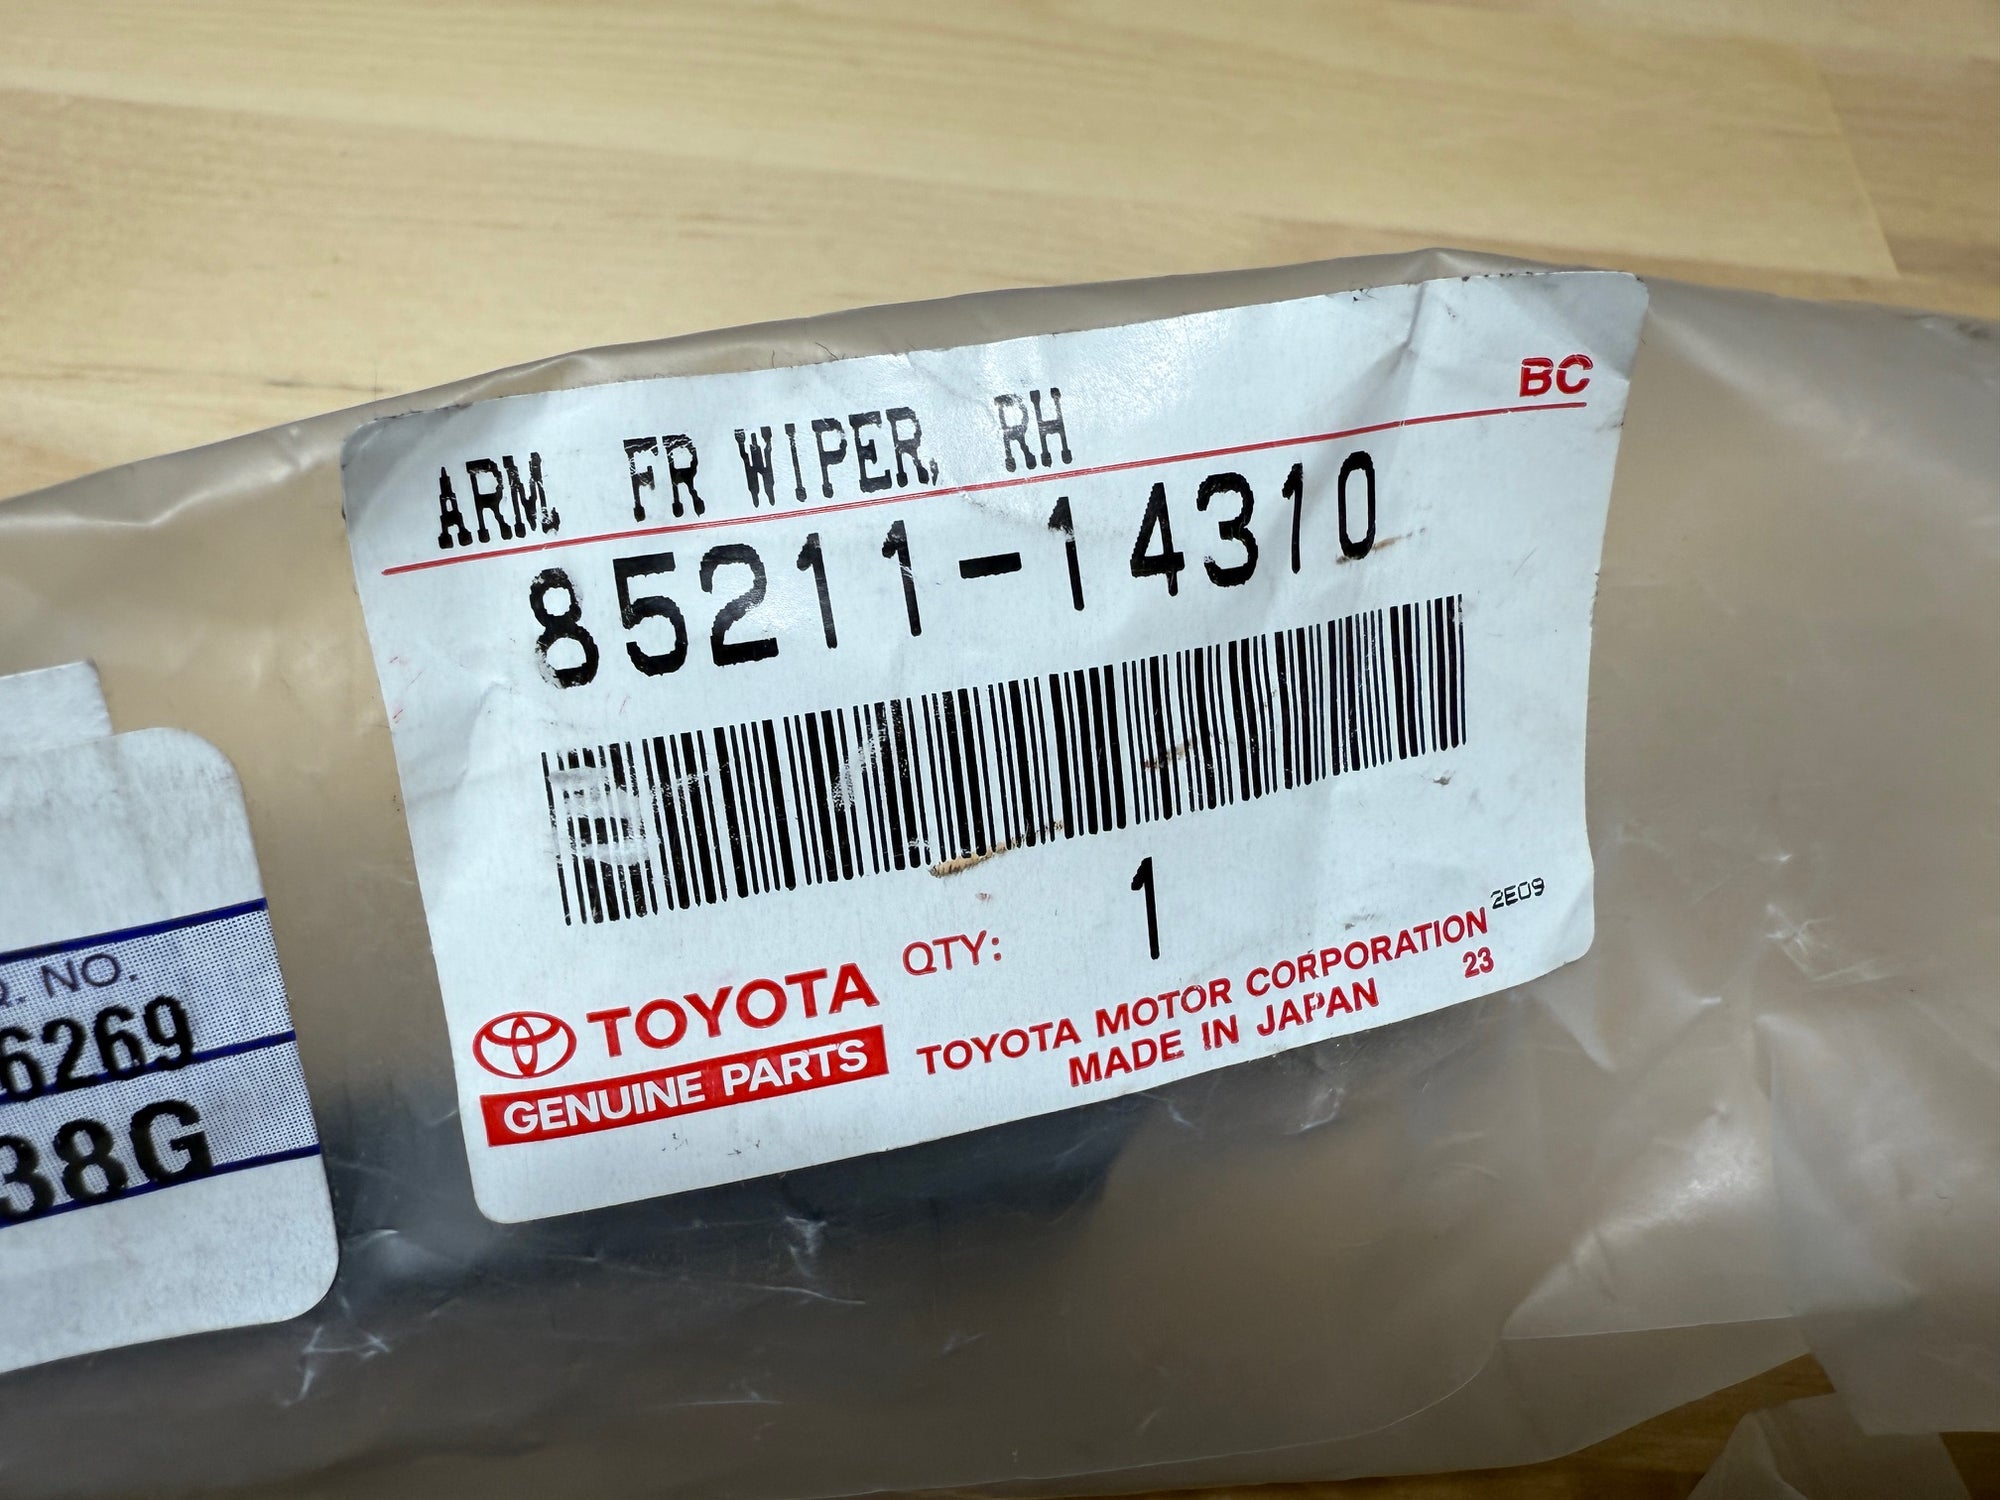 BC
ARM, FR WIPER, RH
85211-14310
QTY: 1
2E09
TOYOTA
GENUINE PARTS
TOYOTA MOTOR CORPORATION
MADE IN JAPAN 23
NO.
6269
38G